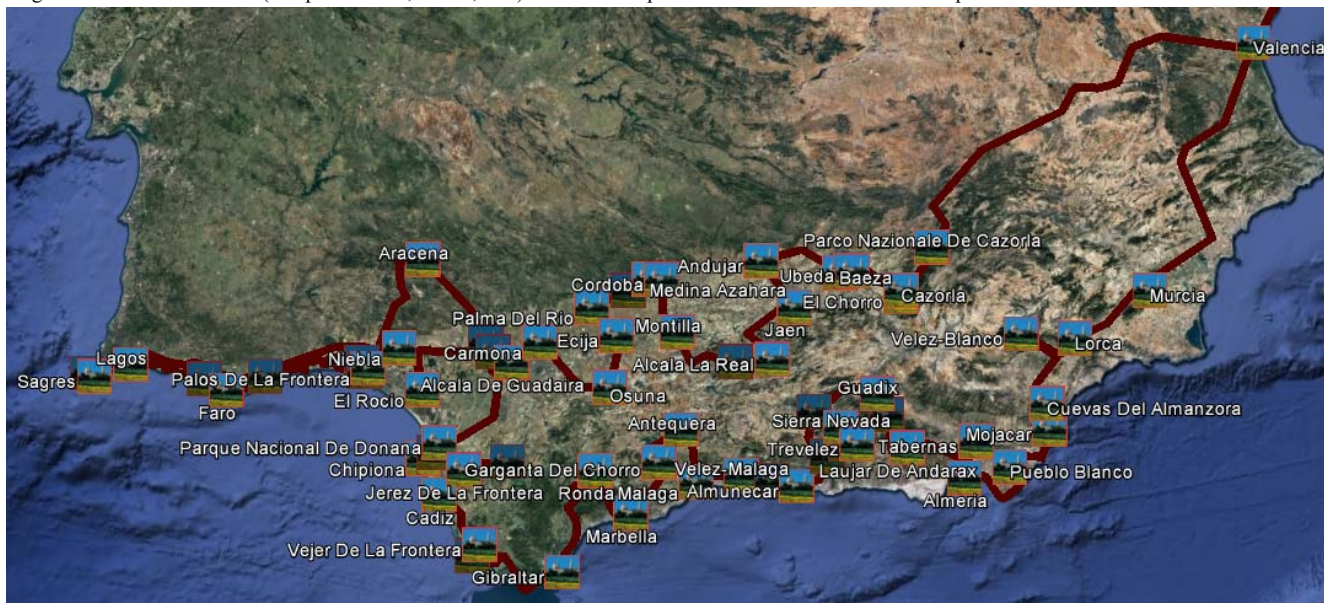 Valencia
Parco Nazionale De Cazorla
Aracena
Andujar
Ubeda Baeza
Cordoba
Medina Azahara
El Chorro
Cazorla
Murcia
Palma Del Rio
Ecija
Montilla
Jaen
Velez-Blanco
Lorca
Lagos
Niebla
Carmona
Alcala La Real
Sagres
Palos De La Frontera
Alcala De Guadaira
Osuna
El Rocio
Faro
Guadix
Cuevas Del Almanzora
Sierra Nevada
Antequera
Mojacar
Parque Nacional De Donana
Tabernas
Trevelez
Chipiona
Garganta Del Chorro
Velez-Malaga
Laujar De Andarax
Pueblo Blanco
Jerez De La Frontera
Ronda
Malaga
Almunecar
Almeria
Cadiz
Marbella
Vejer De La Frontera
Gibraltar